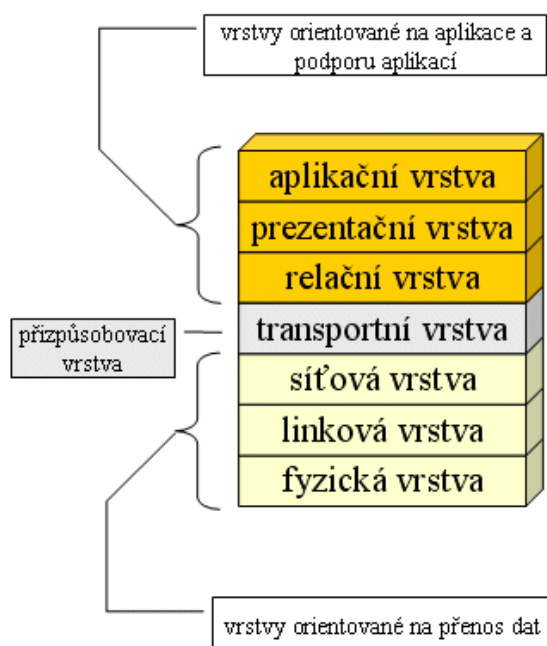 vrstvy orientované na aplikace a
podporu aplikací
aplikační vrstva
prezentační vrstva
relační vrstva
přizpůsobovací
vrstva
transportní vrstva
síťová vrstva
linková vrstva
fyzická vrstva
vrstvy orientované na přenos dat